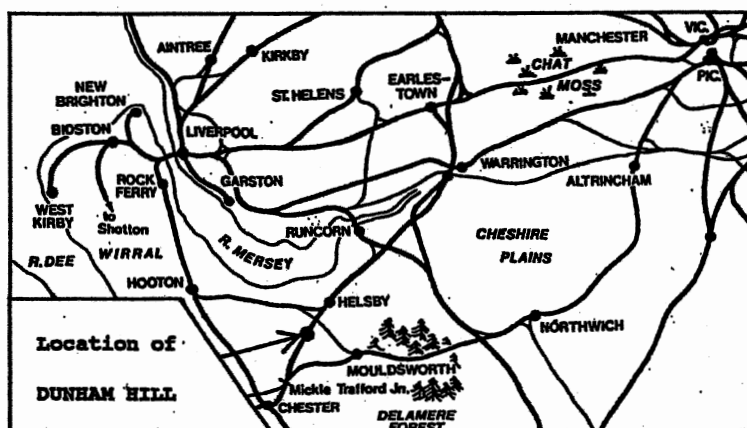 AINTREE
KIRKBY
MANCHESTER
VIC.
PIC.
CHAT
MOSS
NEW
BRIGHTON
ST. HELENS
EARLES-
TOWN
BIDSTON
LIVERPOOL
WARRINGTON
ROCK
FERRY
GARSTON
ALTRINCHAM
WEST
KIRBY
to
Shotton
WIRRAL
R. MERSEY
RUNCORN
CHESHIRE
PLAINS
R. DEE
HOOTON
HELSBY
NORTHWICH
Location of
DUNHAM HILL
MOULDSWORTH
Mickle Trafford Jn.
CHESTER
DELAMERE
FOREST